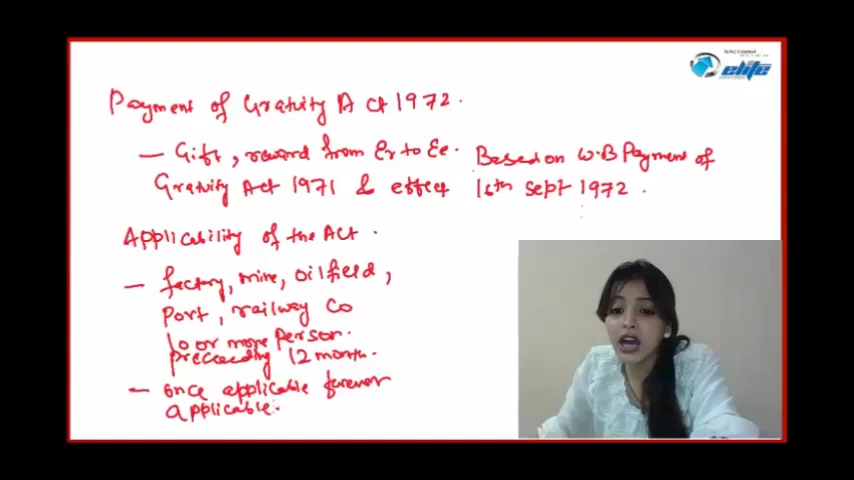 elite
Payment of Gratuity Act 1972.
— Gift, reward from Er to Ee. Based on W.B Payment of
Gratuity Act 1971 & effect 16th Sept 1972.
Applicability of the Act.
— factory, mine, oilfield,
Port, railway Co
10 or more person.
preceeding 12 month.
— once applicable forever
applicable.